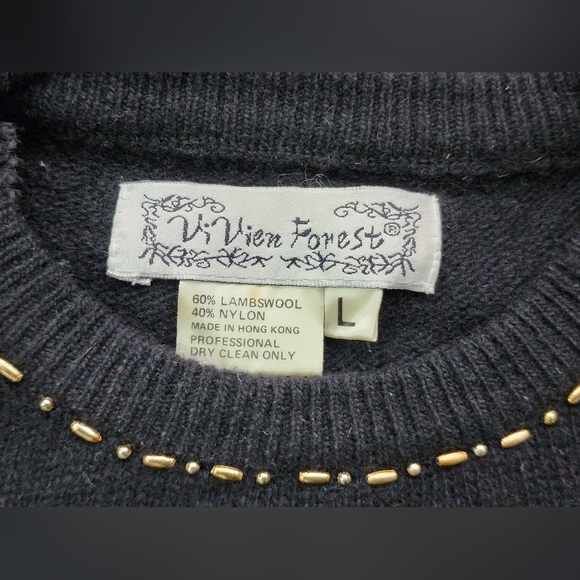 ViVien Forest®
60% LAMBSWOOL
40% NYLON
MADE IN HONG KONG
PROFESSIONAL
DRY CLEAN ONLY
L